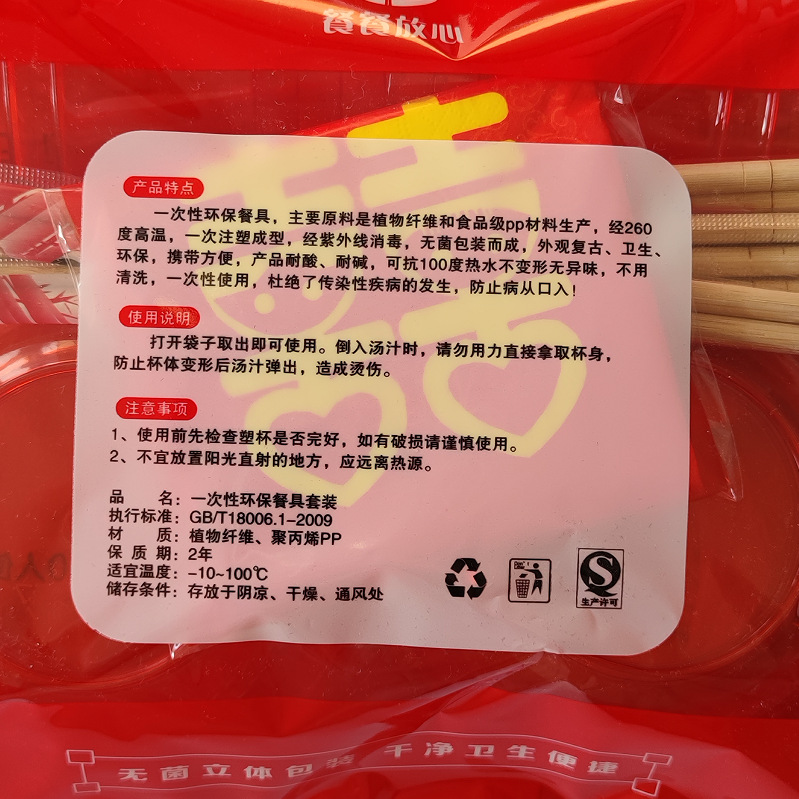 餐餐放心
产品特点
一次性环保餐具，主要原料是植物纤维和食品级pp材料生产，经260
度高温，一次注塑成型，经紫外线消毒，无菌包装而成，外观复古、卫生、
环保，携带方便，产品耐酸、耐碱，可抗100度热水不变形无异味，不用
清洗，一次性使用，杜绝了传染性疾病的发生，防止病从口入！
使用说明
打开袋子取出即可使用。倒入汤汁时，请勿用力直接拿取杯身，
防止杯体变形后汤汁弹出，造成烫伤。
注意事项
1、使用前先检查塑杯是否完好，如有破损请谨慎使用。
2、不宜放置阳光直射的地方，应远离热源。
品 名：一次性环保餐具套装
执行标准：GB/T18006.1-2009
材 质：植物纤维、聚丙烯PP
保 质 期：2年
适宜温度：-10~100℃
储存条件：存放于阴凉、干燥、通风处
生产许可
无菌立体包装 干净卫生便捷